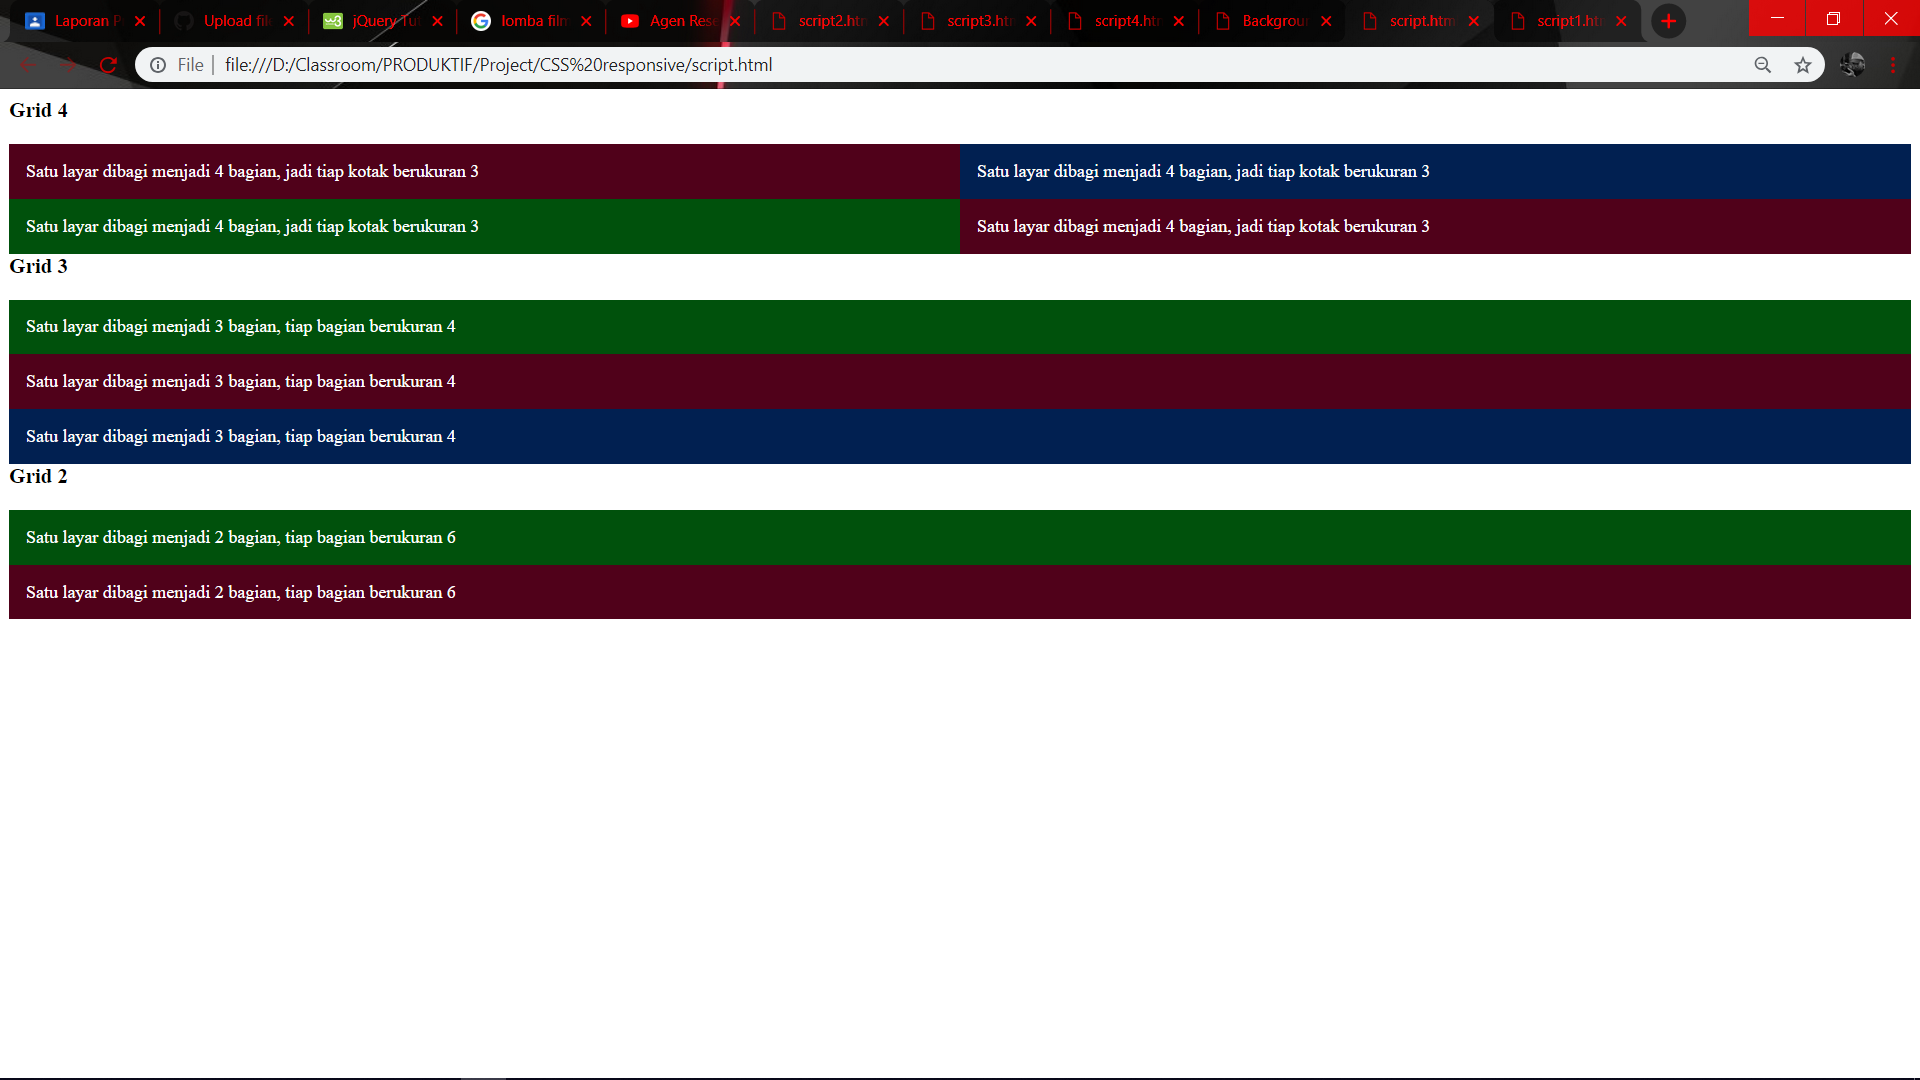 Laporan P
Upload file
jQuery Tut
lomba film
Agen Rese
script2.htm
script3.htm
script4.htm
Backgroun
script.htm
script1.htm
File
file:///D:/Classroom/PRODUKTIF/Project/CSS%20responsive/script.html
Grid 4
Satu layar dibagi menjadi 4 bagian, jadi tiap kotak berukuran 3
Satu layar dibagi menjadi 4 bagian, jadi tiap kotak berukuran 3
Satu layar dibagi menjadi 4 bagian, jadi tiap kotak berukuran 3
Satu layar dibagi menjadi 4 bagian, jadi tiap kotak berukuran 3
Grid 3
Satu layar dibagi menjadi 3 bagian, tiap bagian berukuran 4
Satu layar dibagi menjadi 3 bagian, tiap bagian berukuran 4
Satu layar dibagi menjadi 3 bagian, tiap bagian berukuran 4
Grid 2
Satu layar dibagi menjadi 2 bagian, tiap bagian berukuran 6
Satu layar dibagi menjadi 2 bagian, tiap bagian berukuran 6